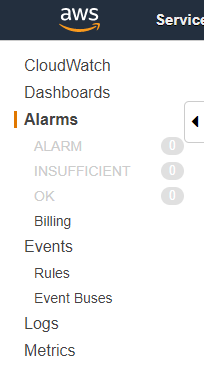 aws
Service
CloudWatch
Dashboards
Alarms
ALARM 0
INSUFFICIENT 0
OK 0
Billing
Events
Rules
Event Buses
Logs
Metrics